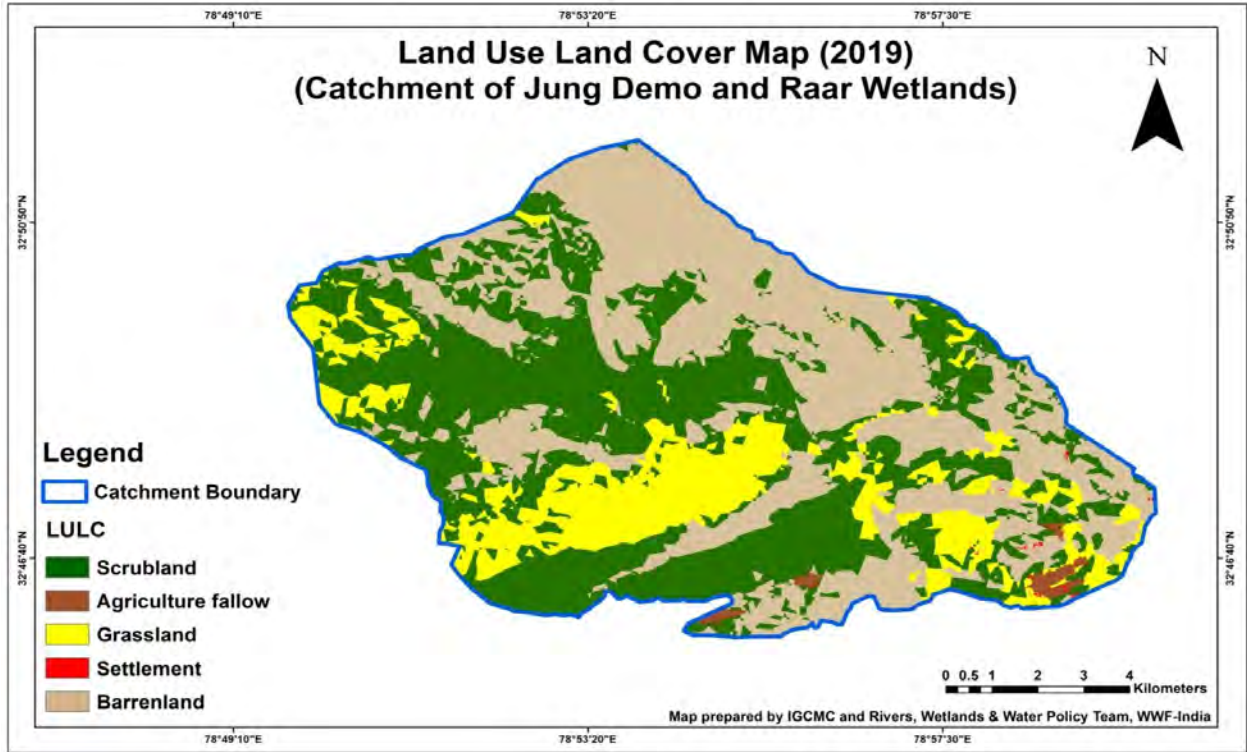 78°49'10"E 78°53'20"E 78°57'30"E
Land Use Land Cover Map (2019)
(Catchment of Jung Demo and Raar Wetlands)
N
32°50'50"N
32°50'50"N
32°46'40"N
32°46'40"N
Legend
Catchment Boundary
LULC
Scrubland
Agriculture fallow
Grassland
Settlement
Barrenland
0 0.5 1 2 3 4
Kilometers
Map prepared by IGCMC and Rivers, Wetlands & Water Policy Team, WWF-India
78°49'10"E 78°53'20"E 78°57'30"E